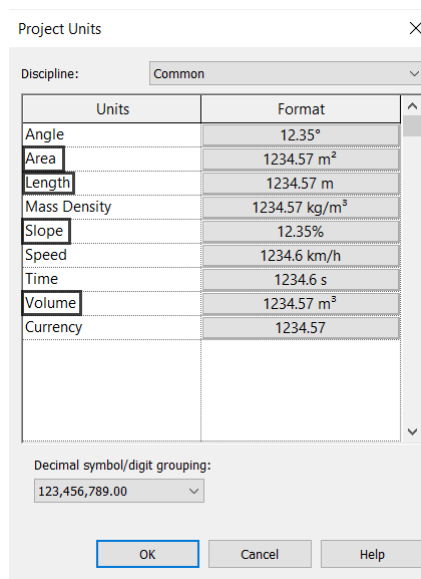 Project Units
Discipline: Common
Units Format
Angle 12.35°
Area 1234.57 m²
Length 1234.57 m
Mass Density 1234.57 kg/m³
Slope 12.35%
Speed 1234.6 km/h
Time 1234.6 s
Volume 1234.57 m³
Currency 1234.57
Decimal symbol/digit grouping:
123,456,789.00
OK Cancel Help